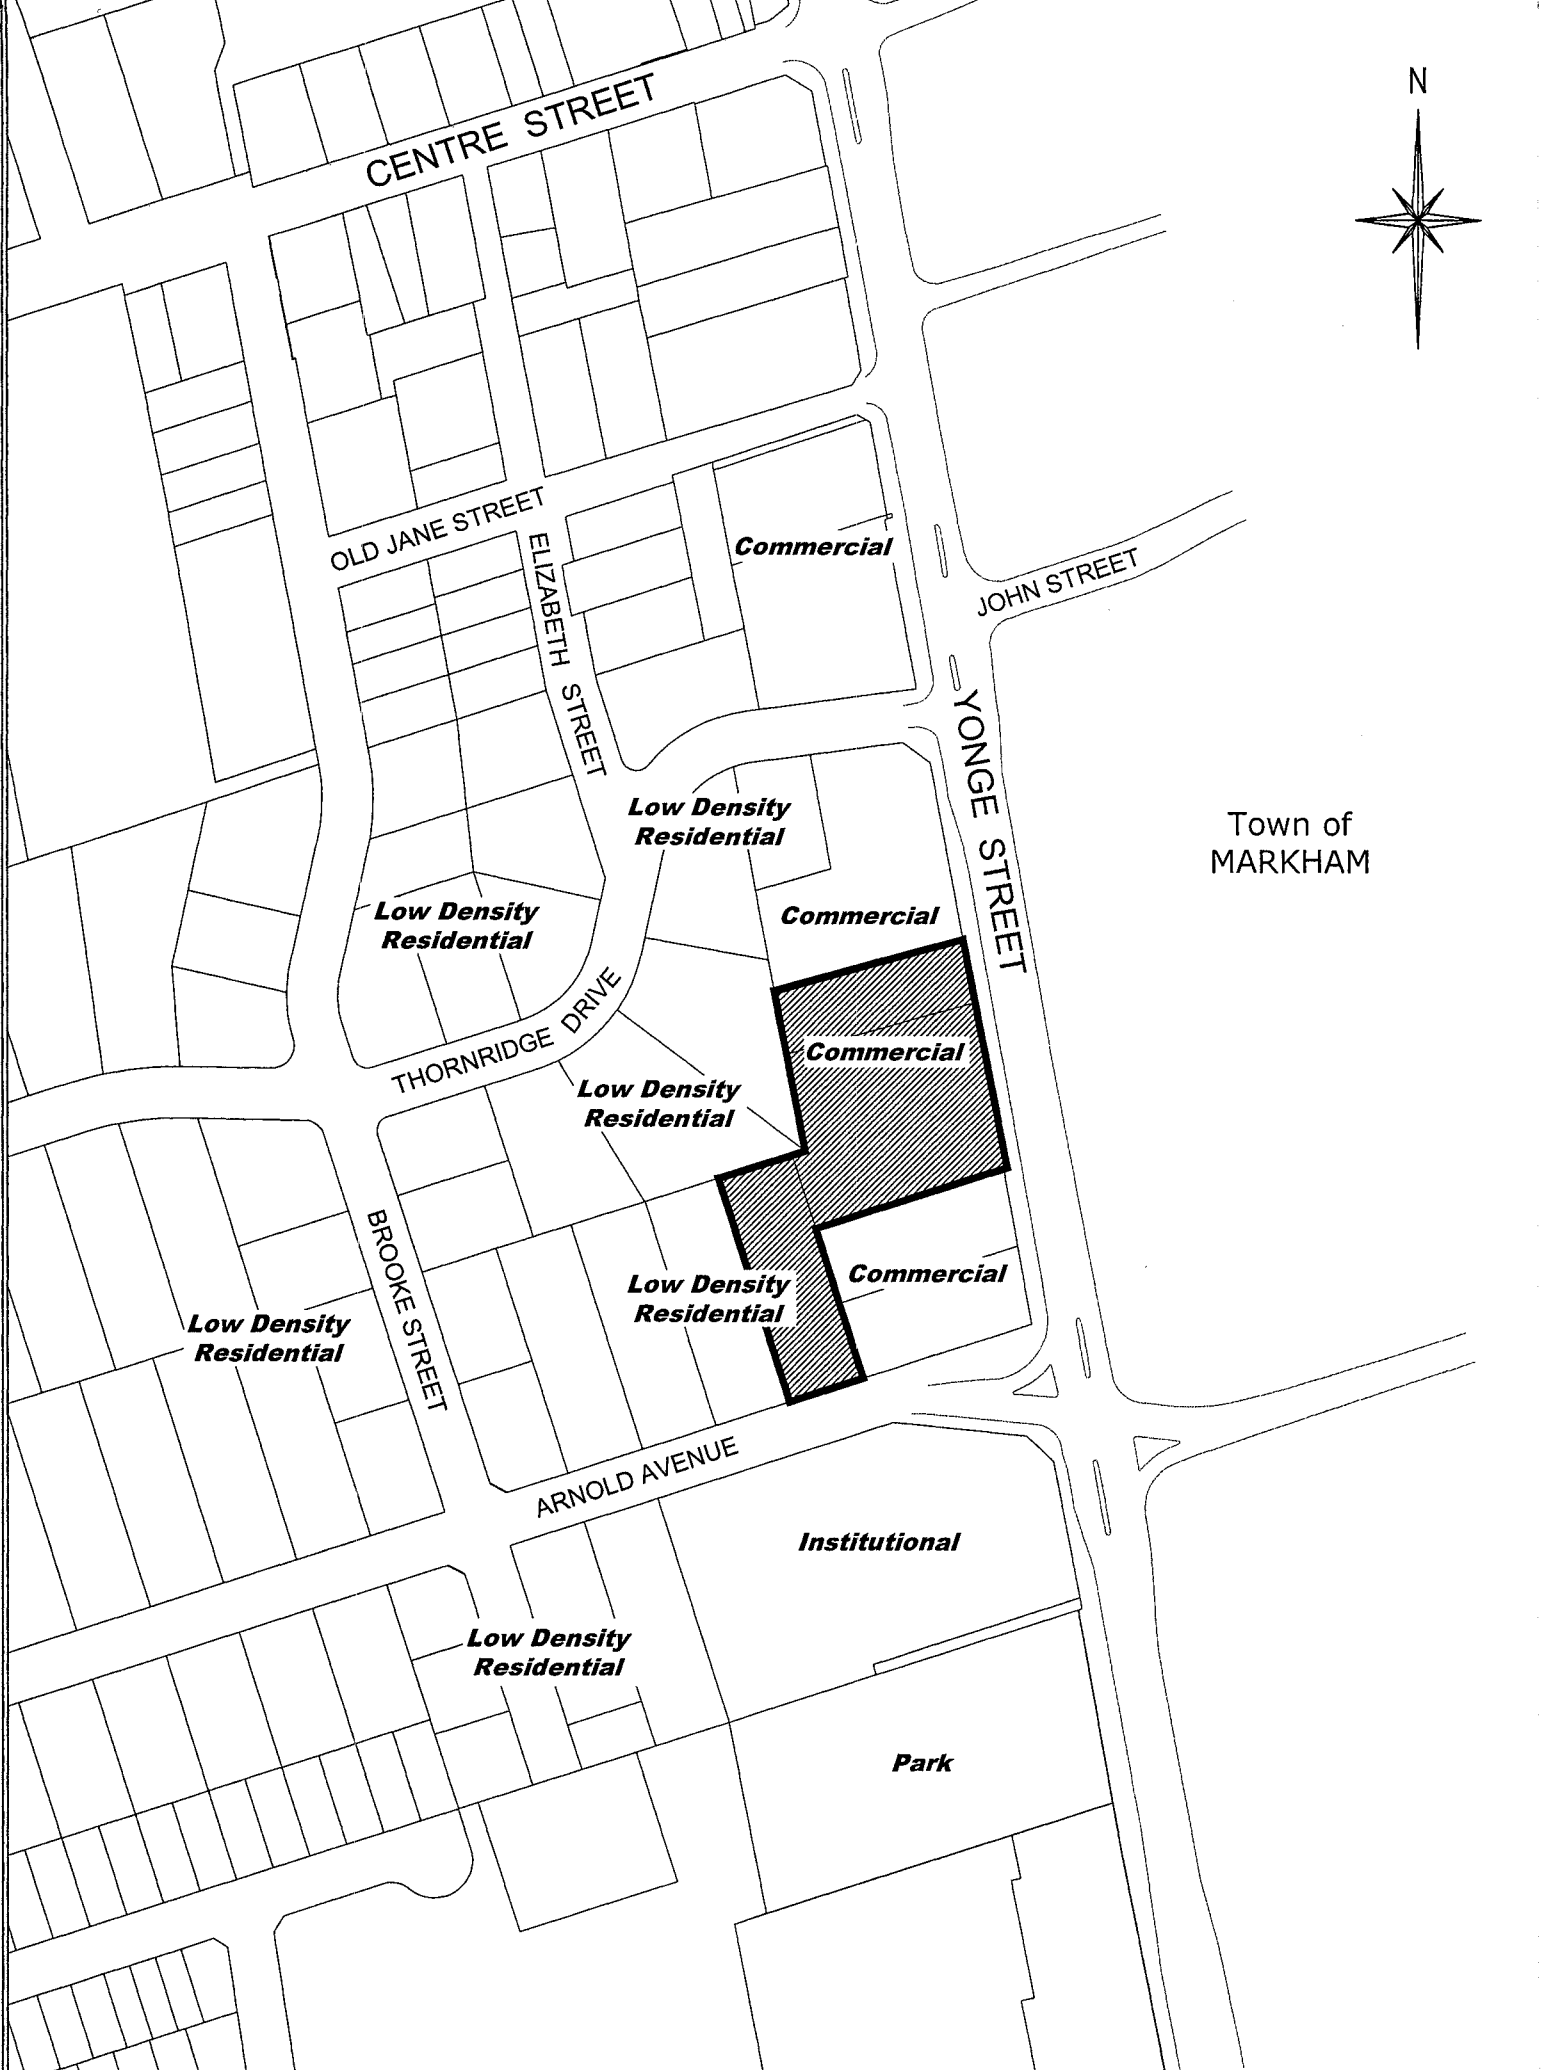 N
CENTRE STREET
OLD JANE STREET
ELIZABETH STREET
Commercial
JOHN STREET
YONGE STREET
Low Density
Residential
Town of
MARKHAM
Low Density
Residential
Commercial
THORNRIDGE DRIVE
Commercial
Low Density
Residential
BROOKE STREET
Low Density
Residential
Commercial
Low Density
Residential
ARNOLD AVENUE
Institutional
Low Density
Residential
Park